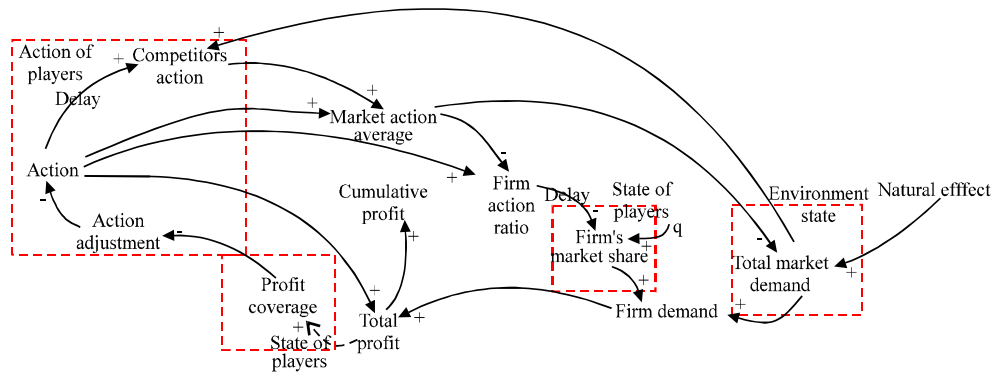 +
Action of
players
+
Competitors
action
Delay
+
+
Market action
average
-
Action
+
Firm
action
ratio
Delay
-
State of
players
q
+
Firm's
market share
+
Environment
state
Natural efffect
-
Total market
demand
+
+
Firm demand
Cumulative
profit
+
-
Action
adjustment
-
Profit
coverage
+
+
Total
profit
+
State of
players